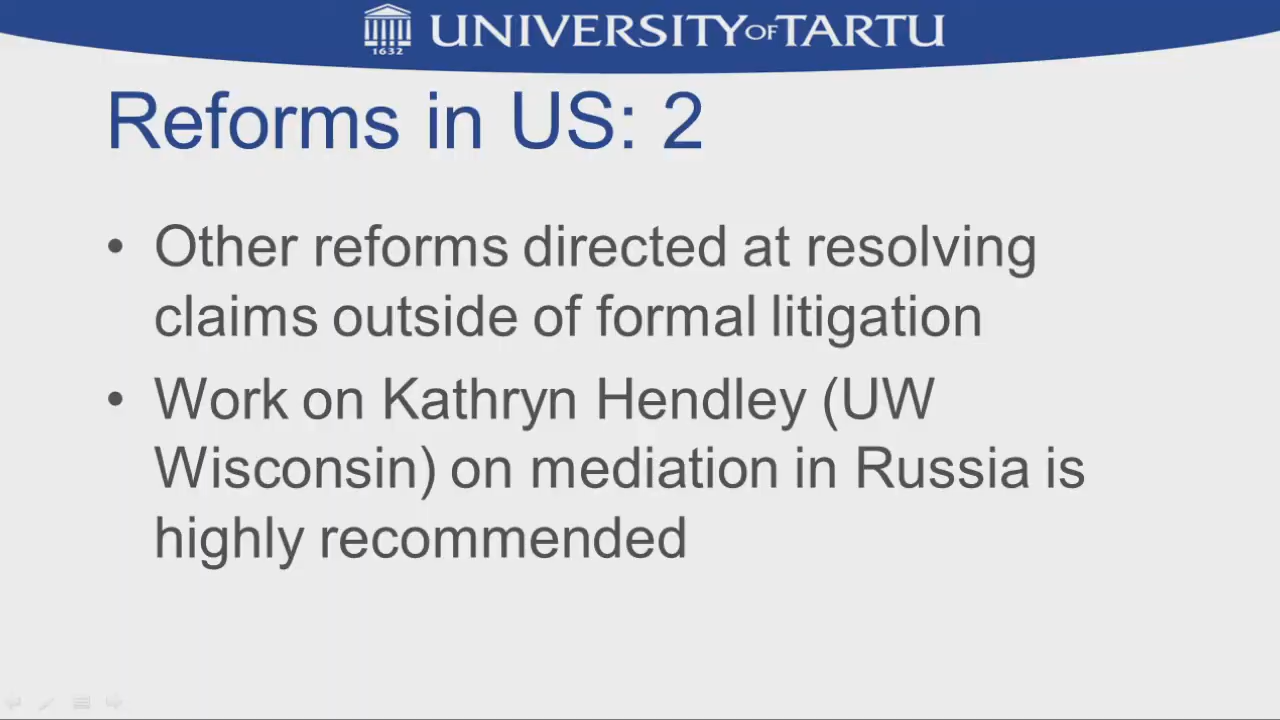 UNIVERSITY OF TARTU
1632
Reforms in US: 2
• Other reforms directed at resolving
claims outside of formal litigation
• Work on Kathryn Hendley (UW
Wisconsin) on mediation in Russia is
highly recommended